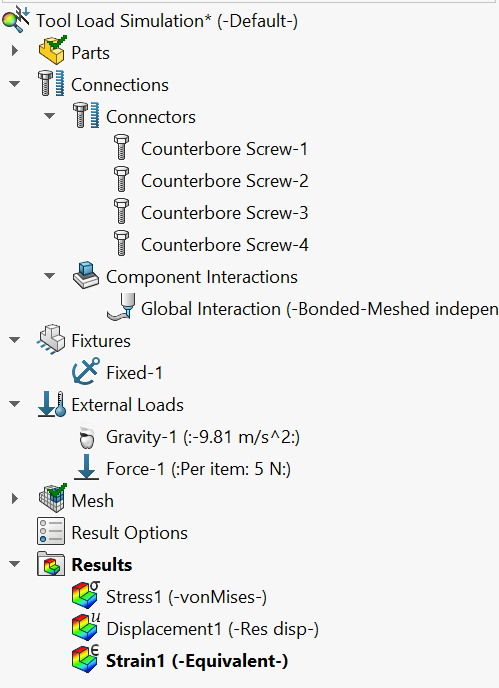 Tool Load Simulation* (-Default-)
Parts
Connections
Connectors
Counterbore Screw-1
Counterbore Screw-2
Counterbore Screw-3
Counterbore Screw-4
Component Interactions
Global Interaction (-Bonded-Meshed indepen
Fixtures
Fixed-1
External Loads
Gravity-1 (:-9.81 m/s^2:)
Force-1 (:Per item: 5 N:)
Mesh
Result Options
Results
σ
Stress1 (-vonMises-)
u
Displacement1 (-Res disp-)
ϵ
Strain1 (-Equivalent-)